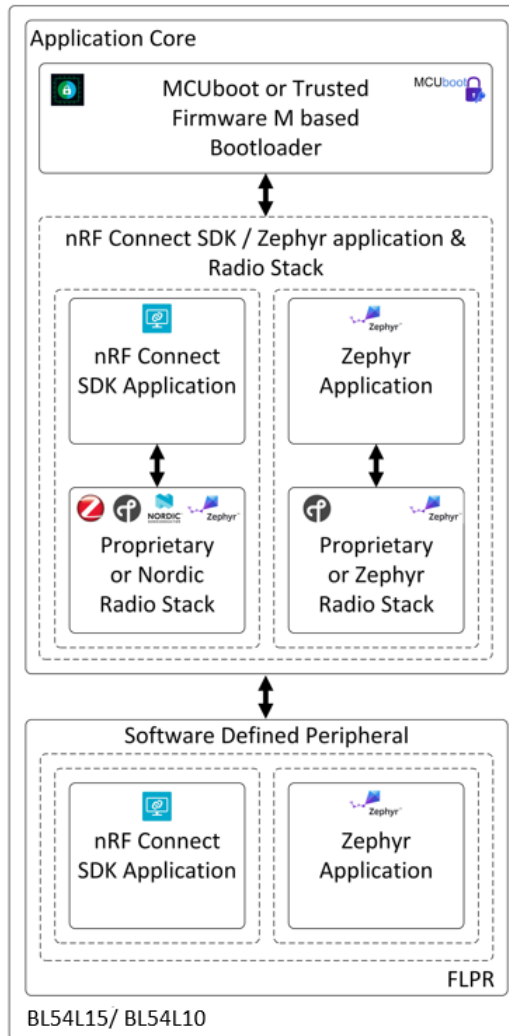 Application Core
MCUboot or Trusted
Firmware M based
Bootloader
MCUboot
nRF Connect SDK / Zephyr application &
Radio Stack
nRF Connect
SDK Application
Zephyr
Zephyr
Application
NORDIC
SEMICONDUCTOR
Zephyr
Proprietary
or Nordic
Radio Stack
Zephyr
Proprietary
or Zephyr
Radio Stack
Software Defined Peripheral
nRF Connect
SDK Application
Zephyr
Zephyr
Application
FLPR
BL54L15/ BL54L10